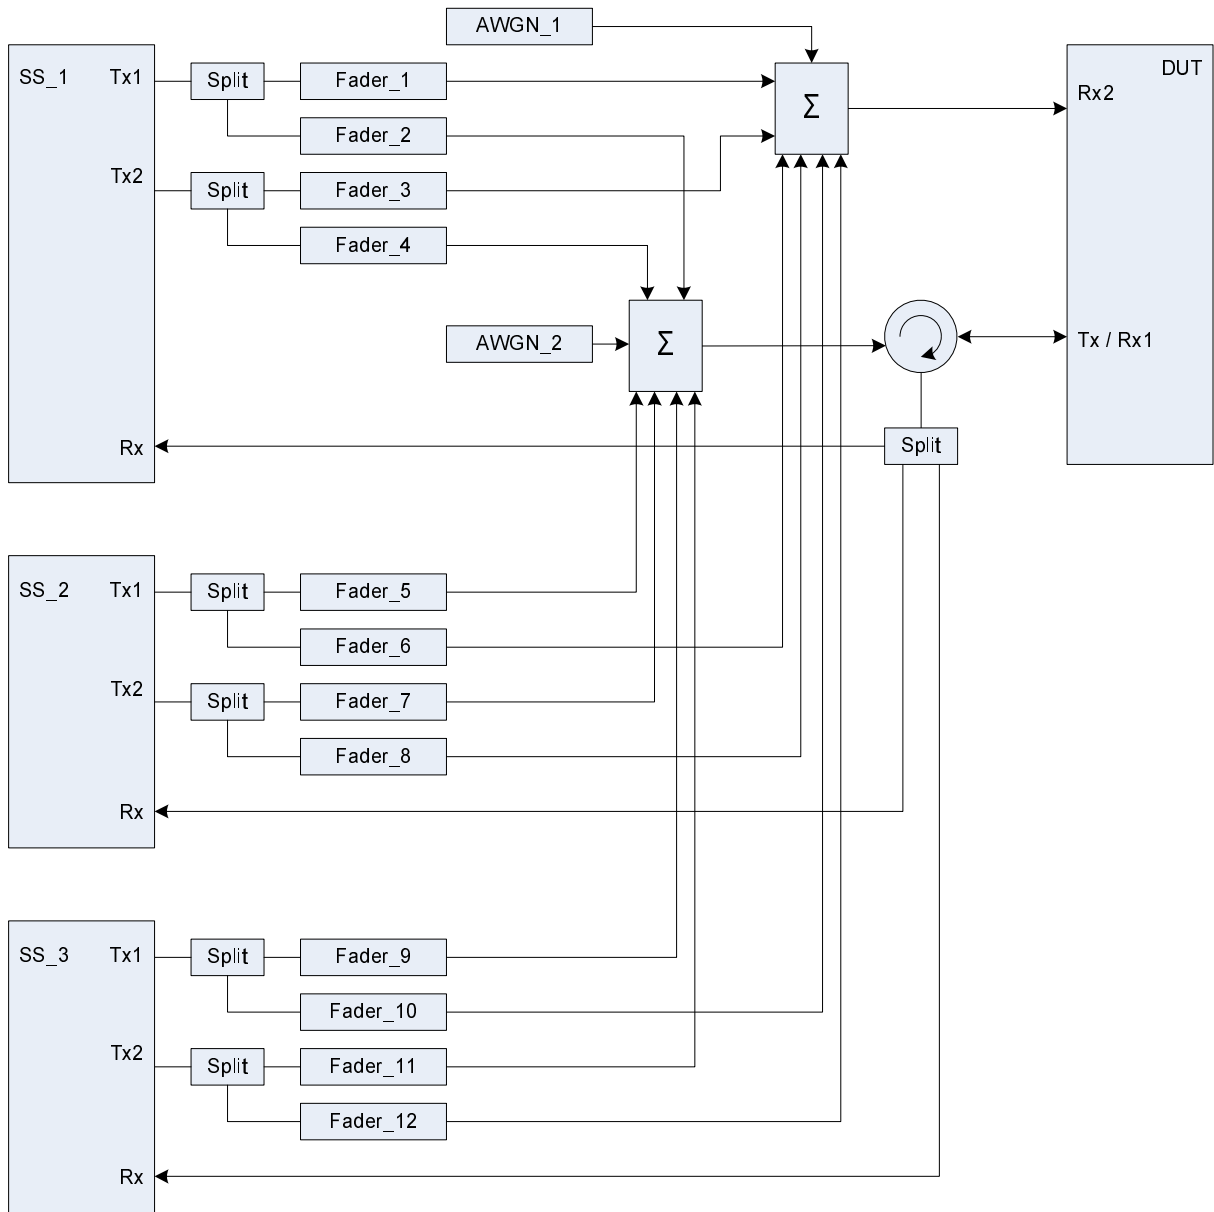 AWGN_1
SS_1
Tx1
Split
Fader_1
Σ
DUT
Rx2
Fader_2
Tx2
Split
Fader_3
Fader_4
AWGN_2
Σ
Tx / Rx1
Rx
Split
SS_2
Tx1
Split
Fader_5
Fader_6
Tx2
Split
Fader_7
Fader_8
Rx
SS_3
Tx1
Split
Fader_9
Fader_10
Tx2
Split
Fader_11
Fader_12
Rx